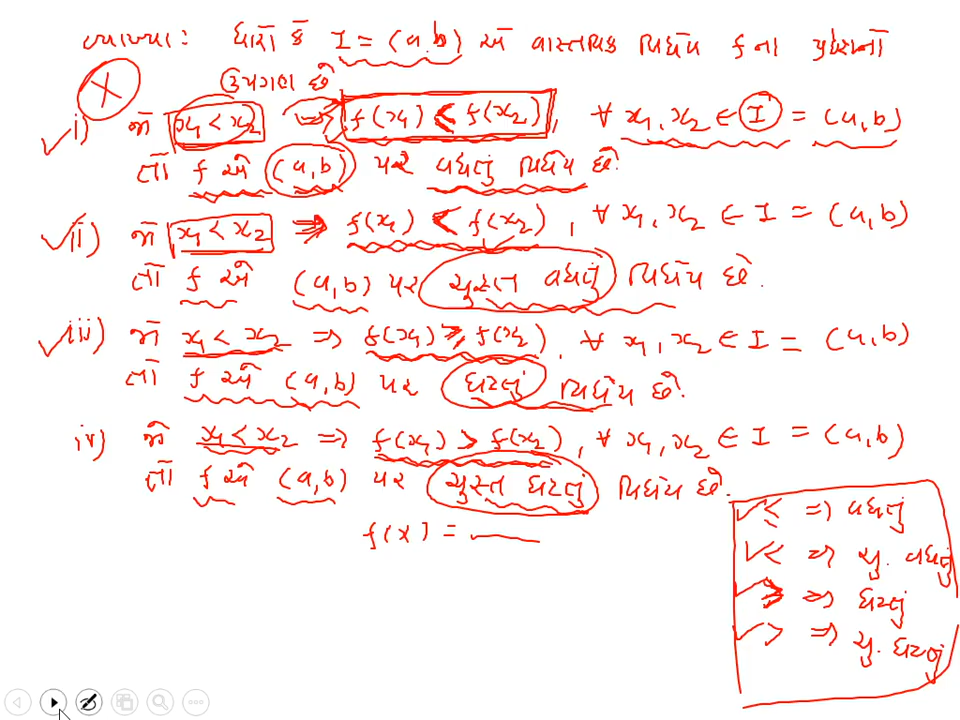 વ્યાખ્યા: ધારો કે I = (a,b) એ વાસ્તવિક વિધેય f ના પ્રદેશનો
ઉપગણ છે
i) જો x₁ < x₂ ⇒ f(x₁) ≤ f(x₂), ∀ x₁, x₂ ∈ I = (a,b)
તો f એ (a,b) પર વધતું વિધેય છે.
ii) જો x₁ < x₂ ⇒ f(x₁) < f(x₂), ∀ x₁, x₂ ∈ I = (a,b)
તો f એ (a,b) પર ચુસ્ત વધતું વિધેય છે.
iii) જો x₁ < x₂ ⇒ f(x₁) ≥ f(x₂), ∀ x₁, x₂ ∈ I = (a,b)
તો f એ (a,b) પર ઘટતું વિધેય છે.
iv) જો x₁ < x₂ ⇒ f(x₁) > f(x₂), ∀ x₁, x₂ ∈ I = (a,b)
તો f એ (a,b) પર ચુસ્ત ઘટતું વિધેય છે.
f(x) =
✓ ≤ ⇒ વધતું
✓ < ⇒ ચુ. વધતું
✓ ≥ ⇒ ઘટતું
✓ > ⇒ ચુ. ઘટતું